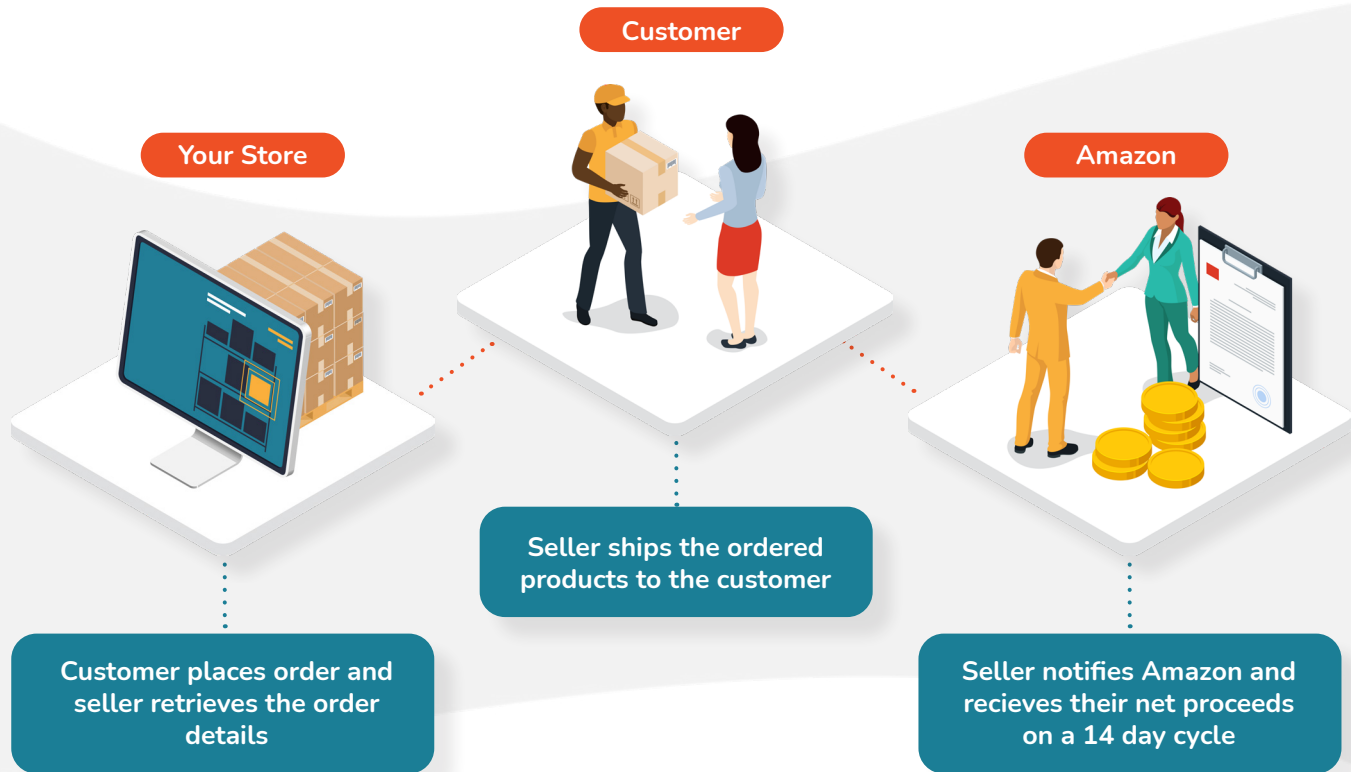 Customer
Your Store
Amazon
Seller ships the ordered
products to the customer
Customer places order and
seller retrieves the order
details
Seller notifies Amazon and
recieves their net proceeds
on a 14 day cycle